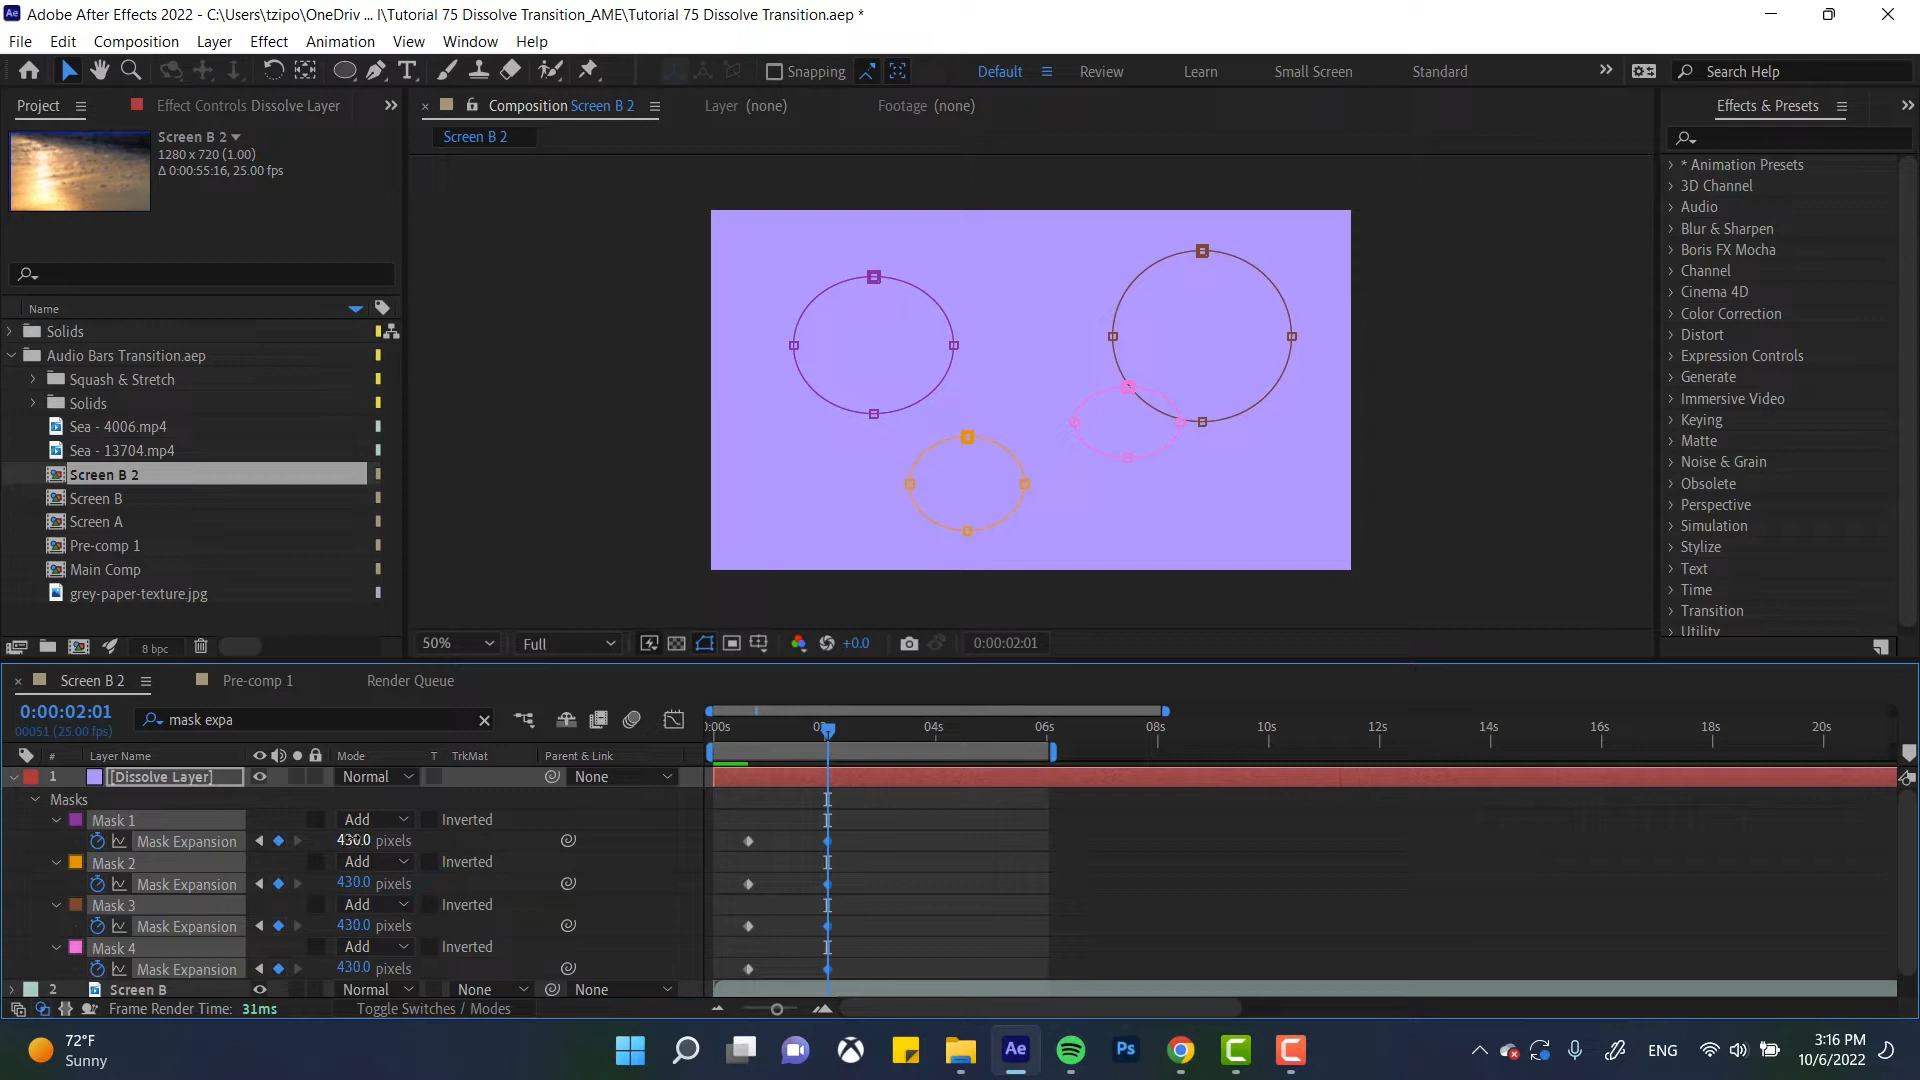 Adobe After Effects 2022 - C:\Users\tzipo\OneDriv ... l\Tutorial 75 Dissolve Transition_AME\Tutorial 75 Dissolve Transition.aep *
File Edit Composition Layer Effect Animation View Window Help
Snapping Default Review Learn Small Screen Standard Search Help
Project Effect Controls Dissolve Layer Composition Screen B 2 Layer (none) Footage (none) Effects & Presets
Screen B 2
1280 x 720 (1.00)
Δ 0:00:55:16, 25.00 fps
Screen B 2
Name
Solids
Audio Bars Transition.aep
Squash & Stretch
Solids
Sea - 4006.mp4
Sea - 13704.mp4
Screen B 2
Screen B
Screen A
Pre-comp 1
Main Comp
grey-paper-texture.jpg
8 bpc
50% Full +0.0 0:00:02:01
* Animation Presets
3D Channel
Audio
Blur & Sharpen
Boris FX Mocha
Channel
Cinema 4D
Color Correction
Distort
Expression Controls
Generate
Immersive Video
Keying
Matte
Noise & Grain
Obsolete
Perspective
Simulation
Stylize
Text
Time
Transition
Utility
Screen B 2 Pre-comp 1 Render Queue
0:00:02:01
00051 (25.00 fps)
mask expa
):00s 02 04s 06s 08s 10s 12s 14s 16s 18s 20s
# Layer Name Mode T TrkMat Parent & Link
1 [Dissolve Layer] Normal None
Masks
Mask 1 Add Inverted
Mask Expansion 430.0 pixels
Mask 2 Add Inverted
Mask Expansion 430.0 pixels
Mask 3 Add Inverted
Mask Expansion 430.0 pixels
Mask 4 Add Inverted
Mask Expansion 430.0 pixels
2 Screen B Normal None None
Frame Render Time: 31ms Toggle Switches / Modes
72°F
Sunny
Ae Ps
ENG
3:16 PM
10/6/2022